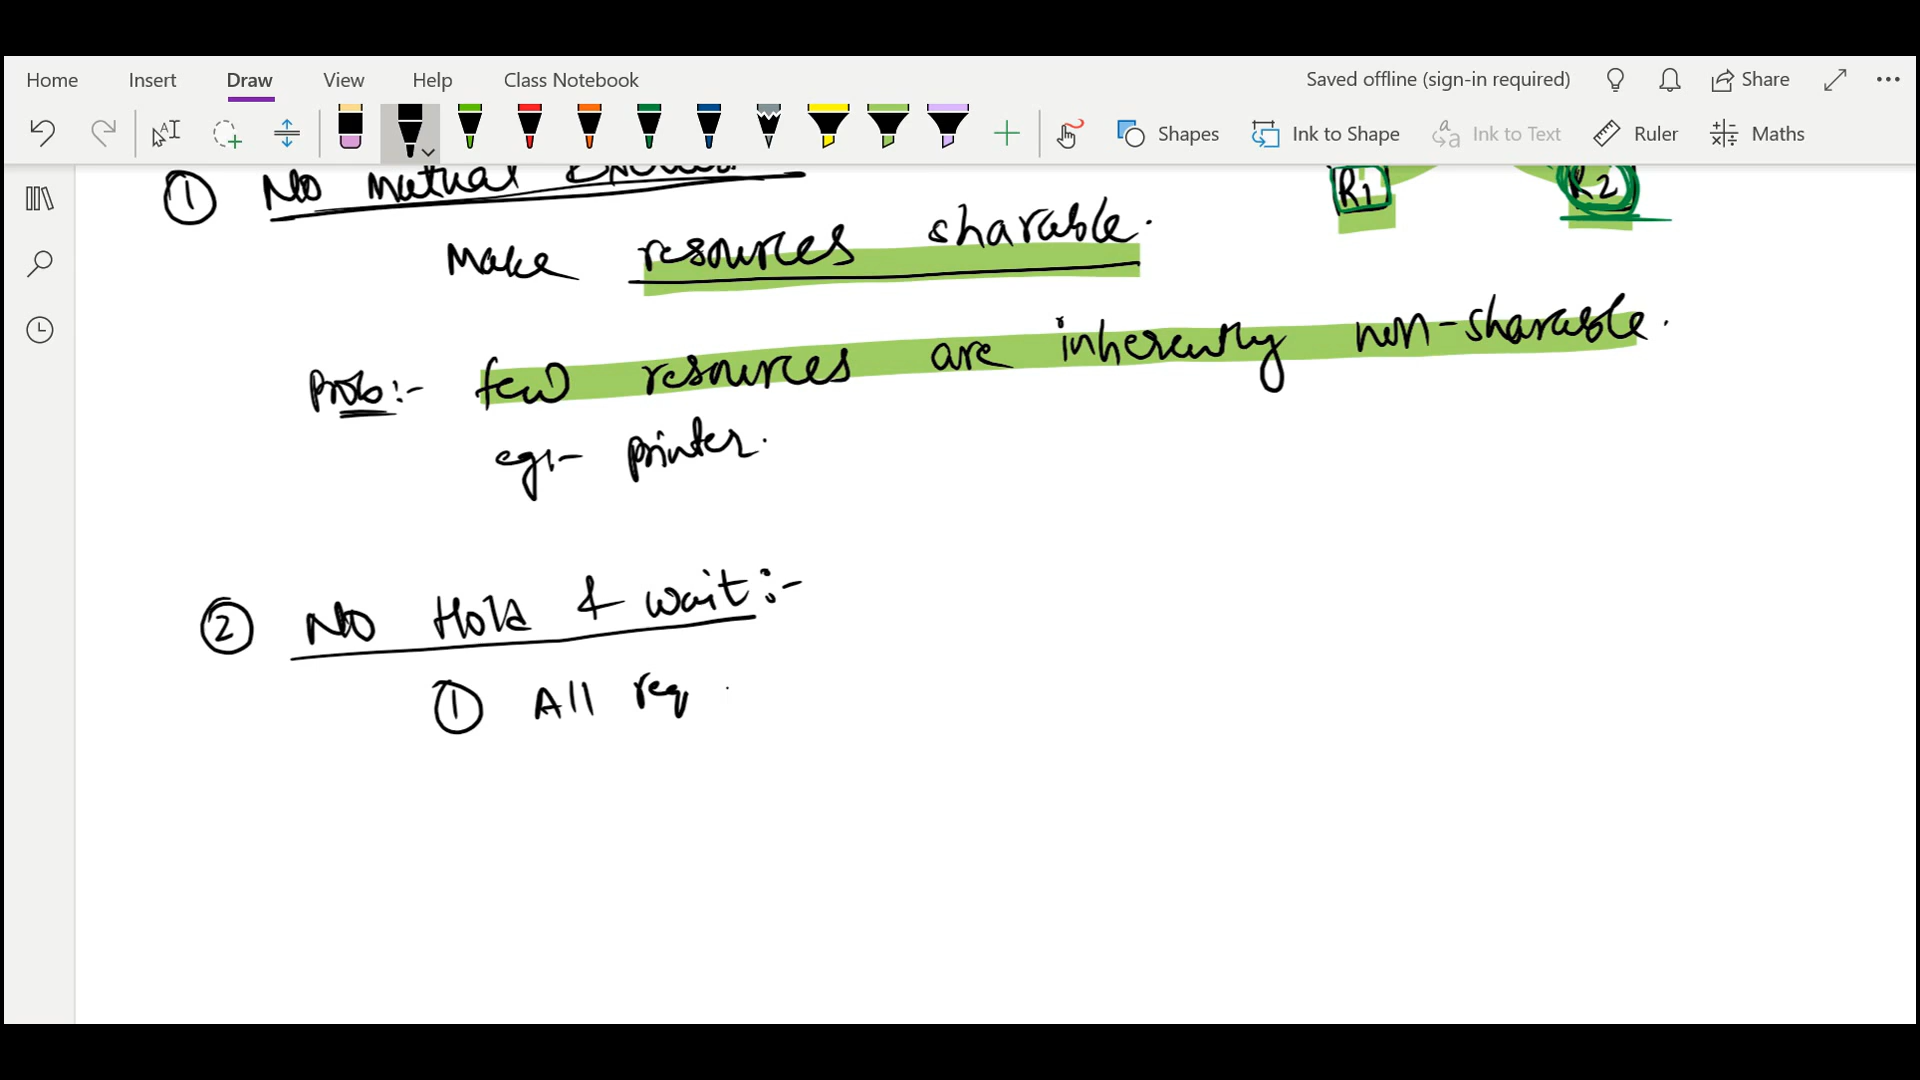 Home Insert Draw View Help Class Notebook Saved offline (sign-in required) Share
Shapes Ink to Shape Ink to Text Ruler Maths
① No Mutual
R1 R2
Make resources sharable.
Prob:- few resources are inherently non-sharable.
eg:- printer.
② No Hold & wait:-
① All req